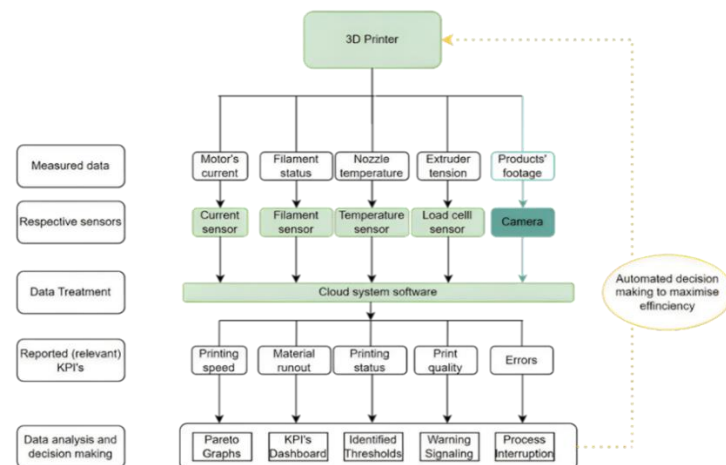 3D Printer
Measured data
Motor's
current
Filament
status
Nozzle
temperature
Extruder
tension
Products'
footage
Respective sensors
Current
sensor
Filament
sensor
Temperature
sensor
Load celll
sensor
Camera
Data Treatment
Cloud system software
Automated decision
making to maximise
effinciency
Reported (relevant)
KPI's
Printing
speed
Material
runout
Printing
status
Print
quality
Errors
Data analysis and
decision making
Pareto
Graphs
KPI's
Dashboard
Identified
Thresholds
Warning
Signaling
Process
Interruption